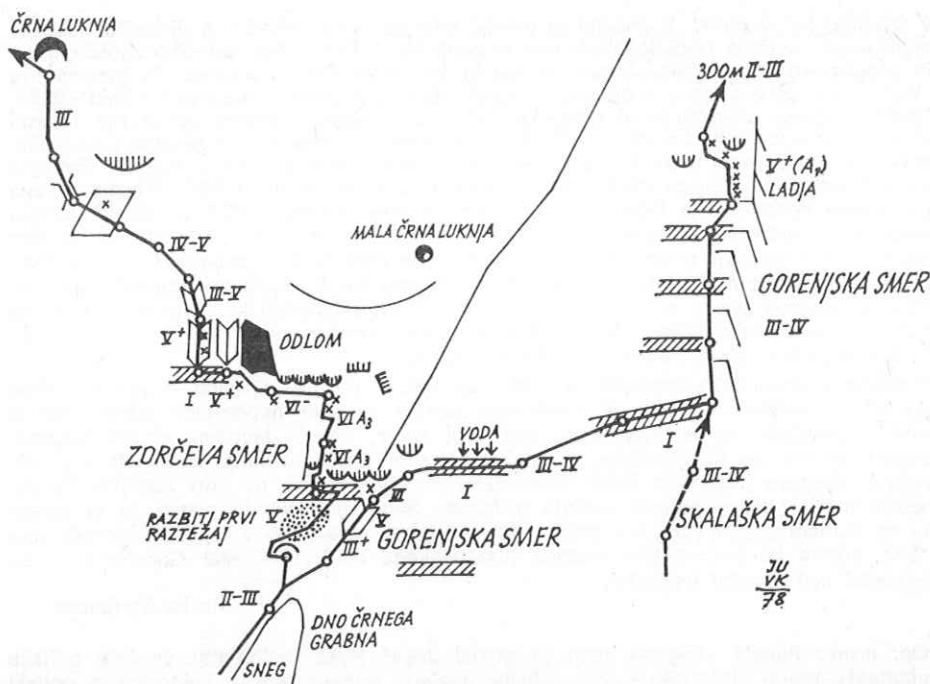 ČRNA LUKNJA
300M II-III
III
V+(A₁)
LADJA
MALA ČRNA LUKNJA
IV-V
GORENJSKA SMER
III-V
III-IV
V+
ODLOM
I
V+
VI-
VI A3
VODA
I
ZORČEVA SMER
VI A3
III-IV
VI
I
III-IV
RAZBITI PRVI
RAZTEŽAJ
V
V
SKALAŠKA SMER
III+
GORENJSKA SMER
JU
VK
78
II-III
DNO ČRNEGA
GRABNA
SNEG